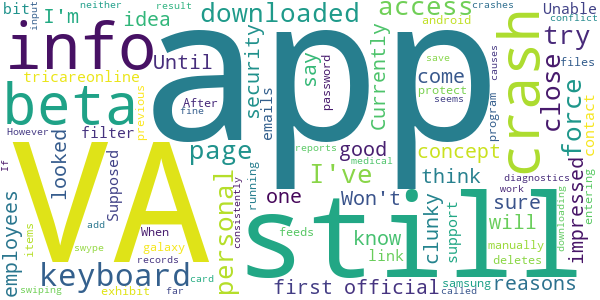 bit I'm idea downloaded access Unable conflict
input neither result android crashes
info app crash try
tricareonline Until security say come close files
beta After emails fine password protect save seems program causes force contact
Currently
However previous filter page good concept impressed
looked Supposed I've think diagnostics
VA still
If employees personal consistently running one Won't clunky sure entering
medical reports know will work downloading
When add swype galaxy feeds link support manually reasons
items keyboard records deletes
swiping exhibit far card first official samsung called